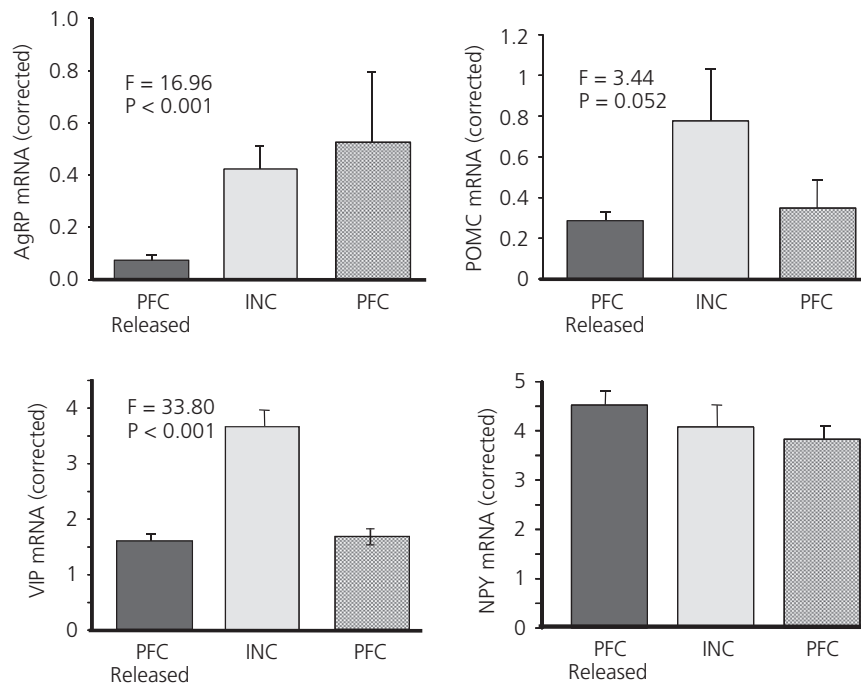 AgRP mRNA (corrected)
1.0
0.8
0.6
0.4
0.2
0.0
F = 16.96
P < 0.001
PFC
Released
INC
PFC
POMC mRNA (corrected)
1.2
1
0.8
0.6
0.4
0.2
0
F = 3.44
P = 0.052
PFC
Released
INC
PFC
VIP mRNA (corrected)
4
3
2
1
0
F = 33.80
P < 0.001
PFC
Released
INC
PFC
NPY mRNA (corrected)
5
4
3
2
1
0
PFC
Released
INC
PFC